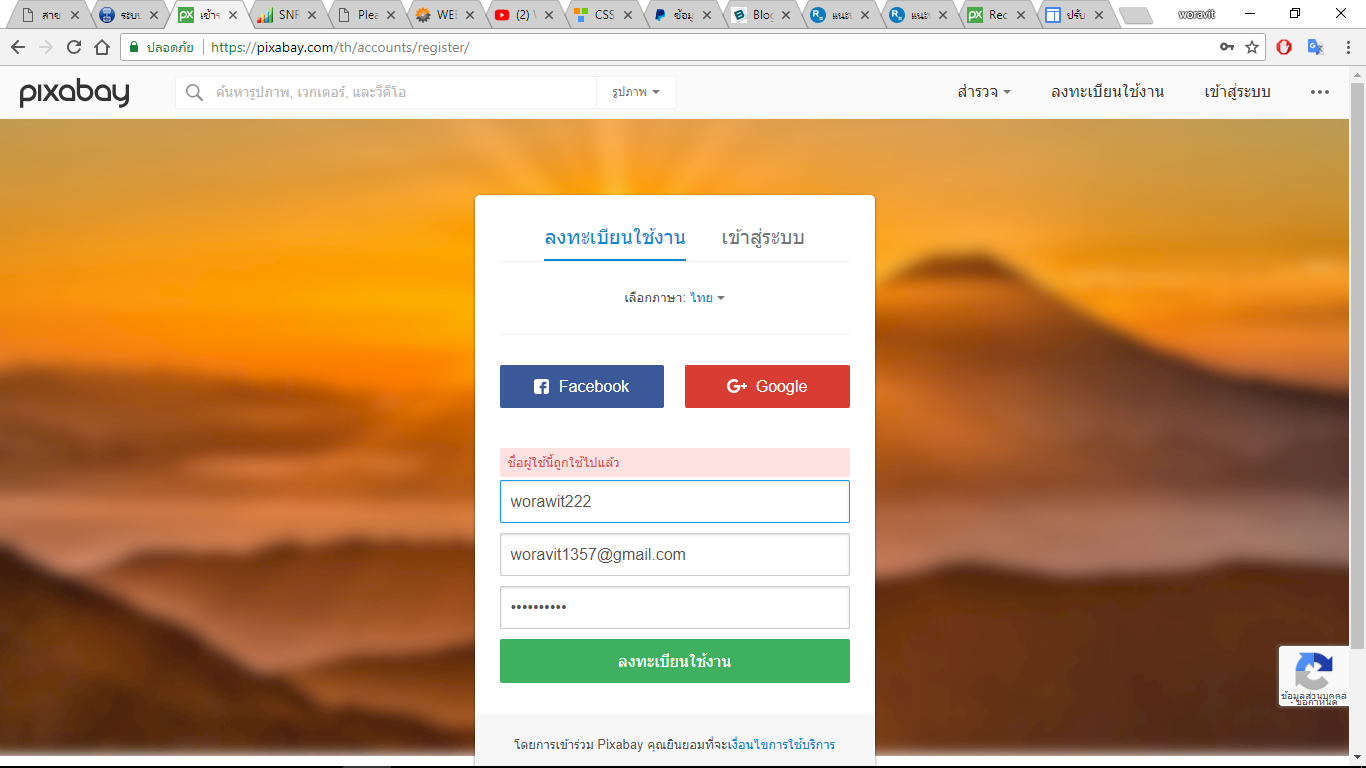 สาย
ระบ
เข้าร
SNF
Plea
WEI
(2) \
CSS
ข้อมู
Blog
แนะน
แนะน
Rec
ปรับ
woravit
ปลอดภัย
https://pixabay.com/th/accounts/register/
pixabay
ค้นหารูปภาพ, เวกเตอร์, และวีดีโอ
รูปภาพ
สำรวจ
ลงทะเบียนใช้งาน
เข้าสู่ระบบ
ลงทะเบียนใช้งาน
เข้าสู่ระบบ
เลือกภาษา: ไทย
Facebook
Google
ชื่อผู้ใช้นี้ถูกใช้ไปแล้ว
worawit222
woravit1357@gmail.com
••••••••••
ลงทะเบียนใช้งาน
ข้อมูลส่วนบุคคล
- ข้อกำหนด
โดยการเข้าร่วม Pixabay คุณยินยอมที่จะเงื่อนไขการใช้บริการ